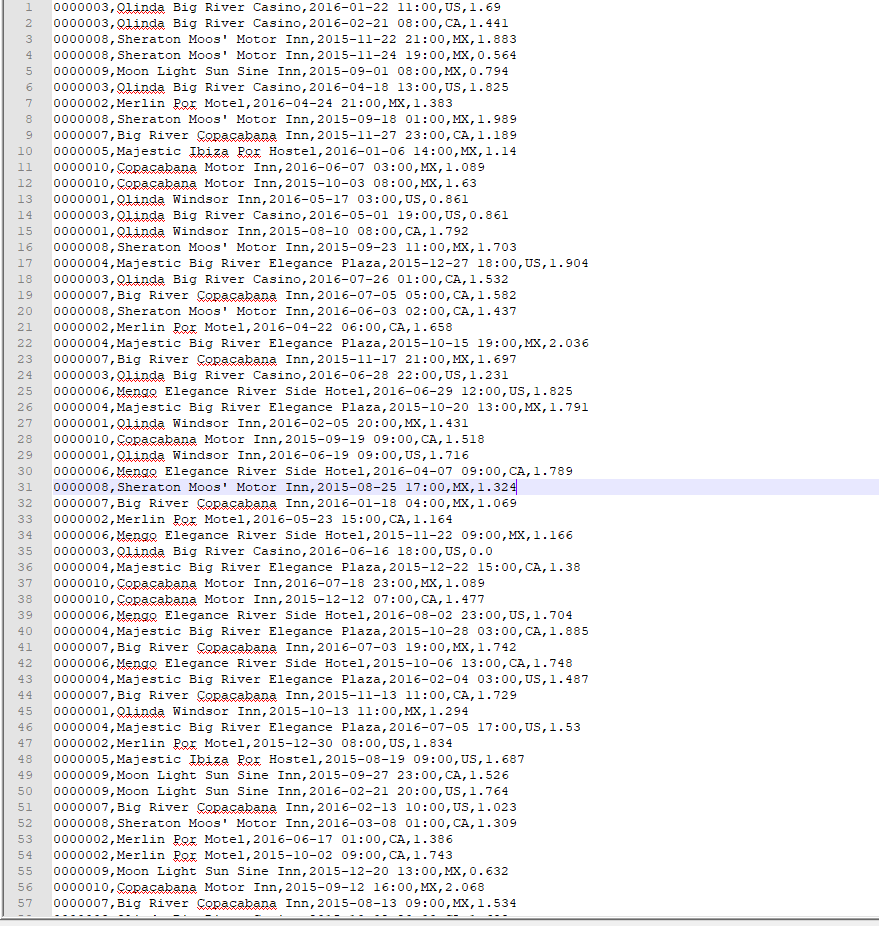 1 0000003,Olinda Big River Casino,2016-01-22 11:00,US,1.69
2 0000003,Olinda Big River Casino,2016-02-21 08:00,CA,1.441
3 0000008,Sheraton Moos' Motor Inn,2015-11-22 21:00,MX,1.883
4 0000008,Sheraton Moos' Motor Inn,2015-11-24 19:00,MX,0.564
5 0000009,Moon Light Sun Sine Inn,2015-09-01 08:00,MX,0.794
6 0000003,Olinda Big River Casino,2016-04-18 13:00,US,1.825
7 0000002,Merlin Por Motel,2016-04-24 21:00,MX,1.383
8 0000008,Sheraton Moos' Motor Inn,2015-09-18 01:00,MX,1.989
9 0000007,Big River Copacabana Inn,2015-11-27 23:00,CA,1.189
10 0000005,Majestic Ibiza Por Hostel,2016-01-06 14:00,MX,1.14
11 0000010,Copacabana Motor Inn,2016-06-07 03:00,MX,1.089
12 0000010,Copacabana Motor Inn,2015-10-03 08:00,MX,1.63
13 0000001,Olinda Windsor Inn,2016-05-17 03:00,US,0.861
14 0000003,Olinda Big River Casino,2016-05-01 19:00,US,0.861
15 0000001,Olinda Windsor Inn,2015-08-10 08:00,CA,1.792
16 0000008,Sheraton Moos' Motor Inn,2015-09-23 11:00,MX,1.703
17 0000004,Majestic Big River Elegance Plaza,2015-12-27 18:00,US,1.904
18 0000003,Olinda Big River Casino,2016-07-26 01:00,CA,1.532
19 0000007,Big River Copacabana Inn,2016-07-05 05:00,CA,1.582
20 0000008,Sheraton Moos' Motor Inn,2016-06-03 02:00,CA,1.437
21 0000002,Merlin Por Motel,2016-04-22 06:00,CA,1.658
22 0000004,Majestic Big River Elegance Plaza,2015-10-15 19:00,MX,2.036
23 0000007,Big River Copacabana Inn,2015-11-17 21:00,MX,1.697
24 0000003,Olinda Big River Casino,2016-06-28 22:00,US,1.231
25 0000006,Mengo Elegance River Side Hotel,2016-06-29 12:00,US,1.825
26 0000004,Majestic Big River Elegance Plaza,2015-10-20 13:00,MX,1.791
27 0000001,Olinda Windsor Inn,2016-02-05 20:00,MX,1.431
28 0000010,Copacabana Motor Inn,2015-09-19 09:00,CA,1.518
29 0000001,Olinda Windsor Inn,2016-06-19 09:00,US,1.716
30 0000006,Mengo Elegance River Side Hotel,2016-04-07 09:00,CA,1.789
31 0000008,Sheraton Moos' Motor Inn,2015-08-25 17:00,MX,1.324
32 0000007,Big River Copacabana Inn,2016-01-18 04:00,MX,1.069
33 0000002,Merlin Por Motel,2016-05-23 15:00,CA,1.164
34 0000006,Mengo Elegance River Side Hotel,2015-11-22 09:00,MX,1.166
35 0000003,Olinda Big River Casino,2016-06-16 18:00,US,0.0
36 0000004,Majestic Big River Elegance Plaza,2015-12-22 15:00,CA,1.38
37 0000010,Copacabana Motor Inn,2016-07-18 23:00,MX,1.089
38 0000010,Copacabana Motor Inn,2015-12-12 07:00,CA,1.477
39 0000006,Mengo Elegance River Side Hotel,2016-08-02 23:00,US,1.704
40 0000004,Majestic Big River Elegance Plaza,2015-10-28 03:00,CA,1.885
41 0000007,Big River Copacabana Inn,2016-07-03 19:00,MX,1.742
42 0000006,Mengo Elegance River Side Hotel,2015-10-06 13:00,CA,1.748
43 0000004,Majestic Big River Elegance Plaza,2016-02-04 03:00,US,1.487
44 0000007,Big River Copacabana Inn,2015-11-13 11:00,CA,1.729
45 0000001,Olinda Windsor Inn,2015-10-13 11:00,MX,1.294
46 0000004,Majestic Big River Elegance Plaza,2016-07-05 17:00,US,1.53
47 0000002,Merlin Por Motel,2015-12-30 08:00,US,1.834
48 0000005,Majestic Ibiza Por Hostel,2015-08-19 09:00,US,1.687
49 0000009,Moon Light Sun Sine Inn,2015-09-27 23:00,CA,1.526
50 0000009,Moon Light Sun Sine Inn,2016-02-21 20:00,US,1.764
51 0000007,Big River Copacabana Inn,2016-02-13 10:00,US,1.023
52 0000008,Sheraton Moos' Motor Inn,2016-03-08 01:00,CA,1.309
53 0000002,Merlin Por Motel,2016-06-17 01:00,CA,1.386
54 0000002,Merlin Por Motel,2015-10-02 09:00,CA,1.743
55 0000009,Moon Light Sun Sine Inn,2015-12-20 13:00,MX,0.632
56 0000010,Copacabana Motor Inn,2015-09-12 16:00,MX,2.068
57 0000007,Big River Copacabana Inn,2015-08-13 09:00,MX,1.534